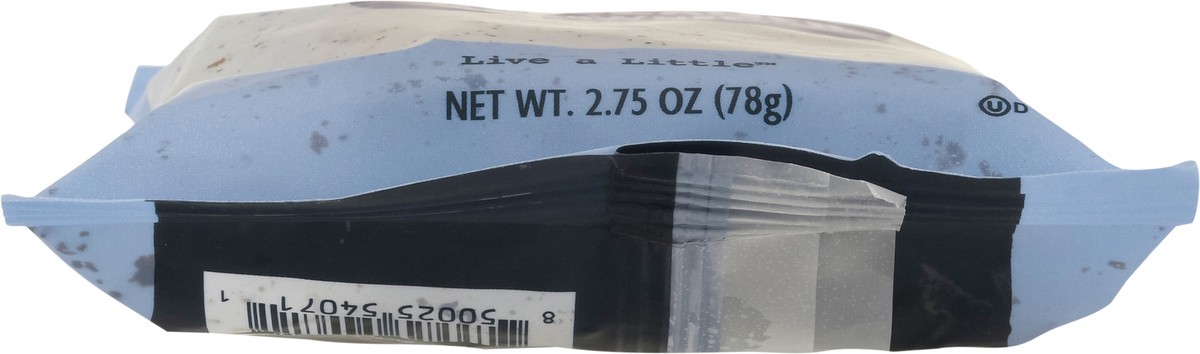 Live a Little™
NET WT. 2.75 OZ (78g)
U D
8 50025 54071 1